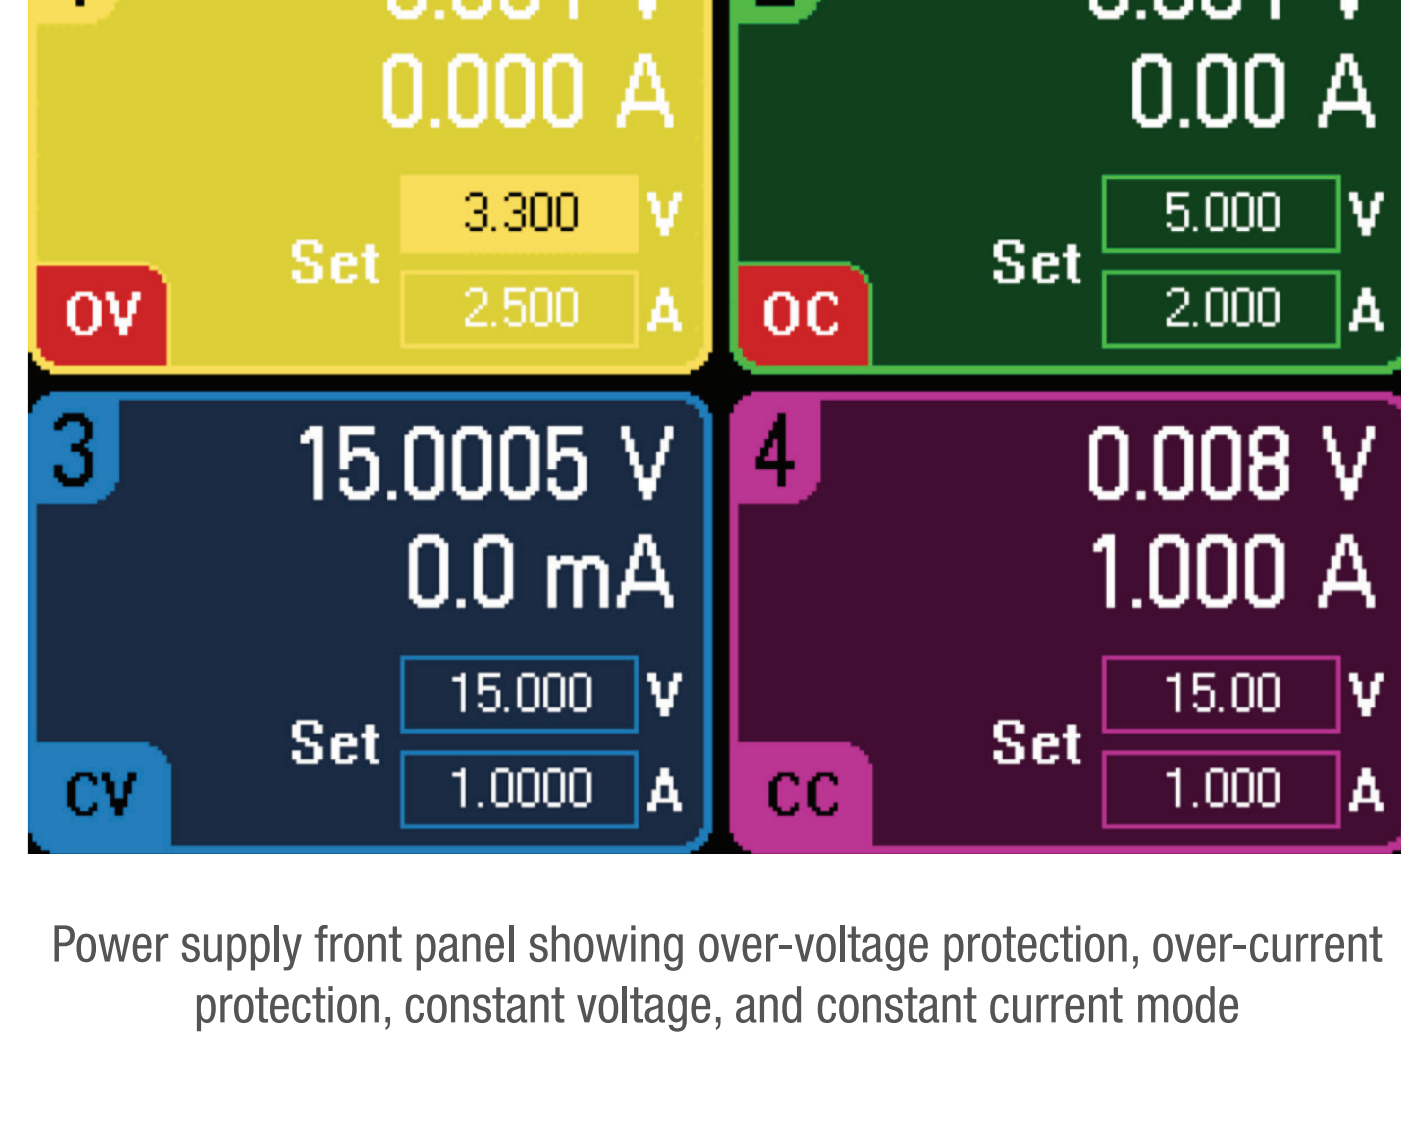 0.000 A
0.00 A
3.300 V
Set
2.500 A
OV
5.000 V
Set
2.000 A
OC
3
15.0005 V
0.0 mA
15.000 V
Set
1.0000 A
CV
4
0.008 V
1.000 A
15.00 V
Set
1.000 A
CC
Power supply front panel showing over-voltage protection, over-current
protection, constant voltage, and constant current mode